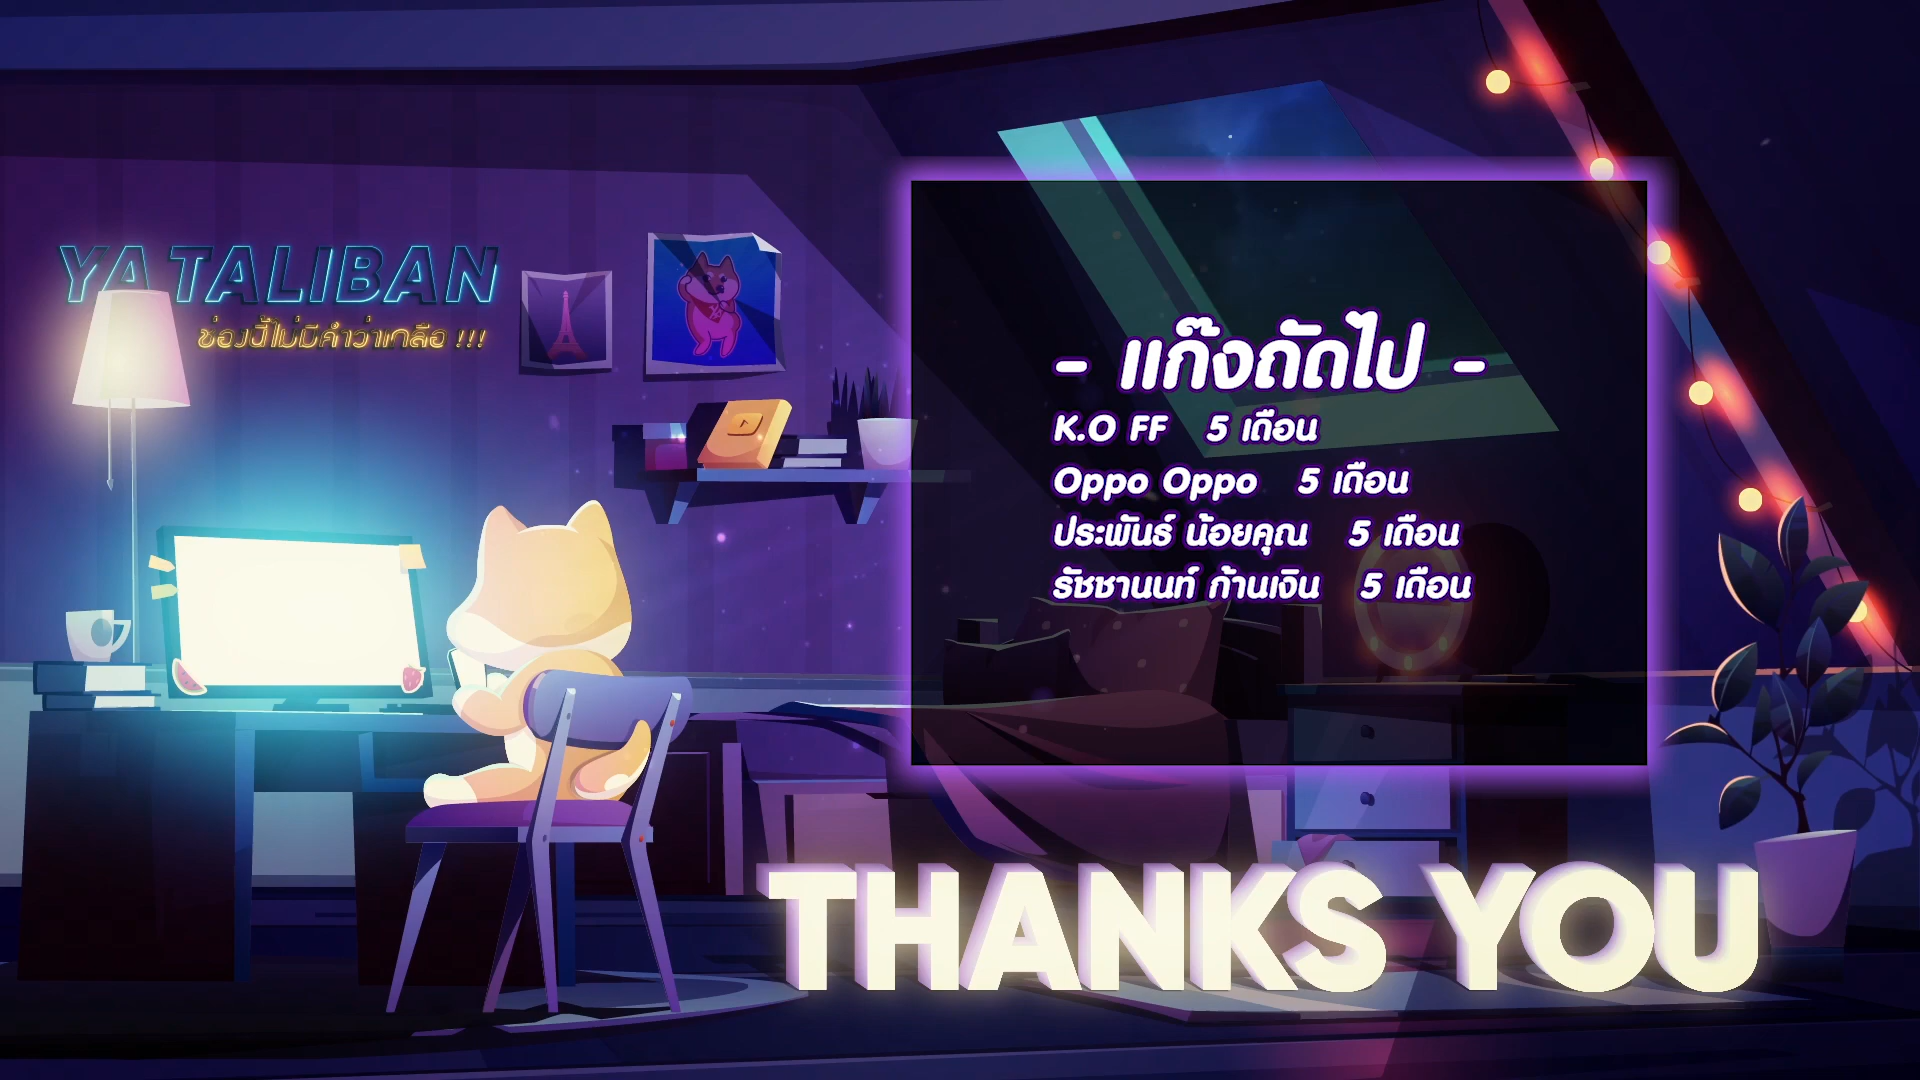 YA TALIBAN
ช่องนี้ไม่มีคำว่าเกลือ !!!
- แก๊งถัดไป -
K.O FF 5 เดือน
Oppo Oppo 5 เดือน
ประพันธ์ น้อยคุณ 5 เดือน
รัชชานนท์ ก้านเงิน 5 เดือน
THANKS YOU